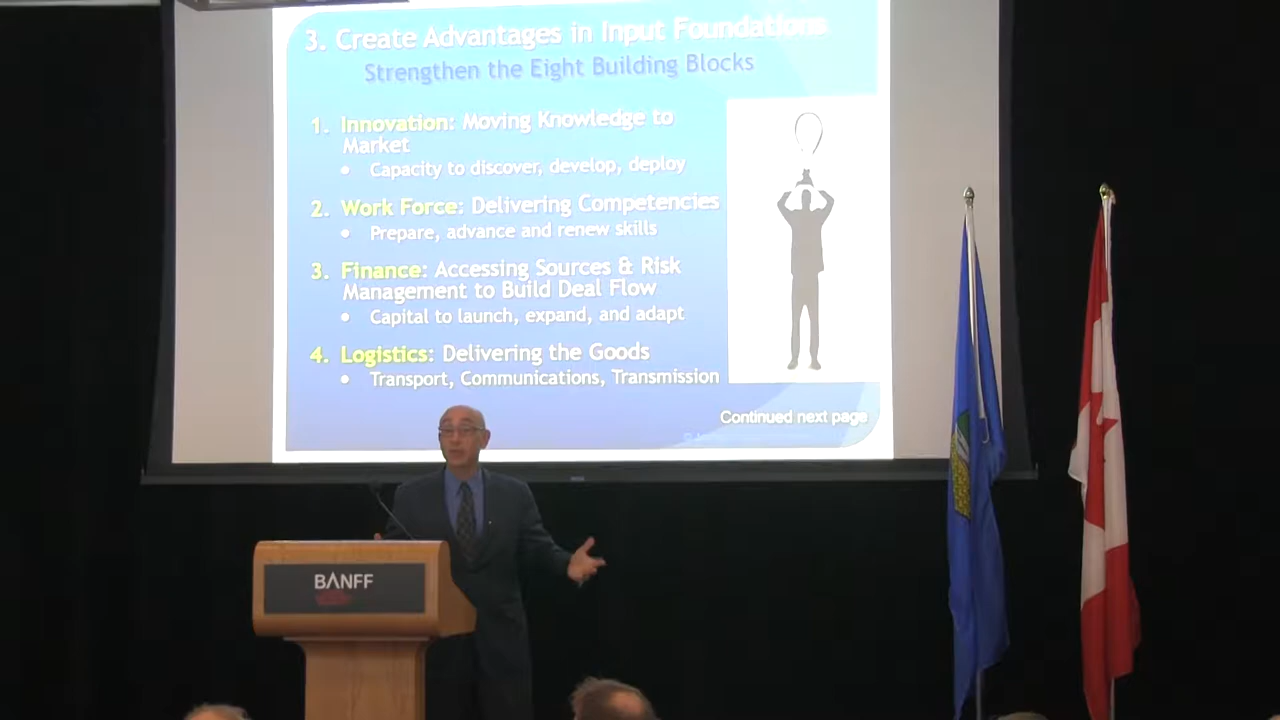 3. Create Advantages in Input Foundations
Strengthen the Eight Building Blocks
1. Innovation: Moving Knowledge to
Market
• Capacity to discover, develop, deploy
2. Work Force: Delivering Competencies
• Prepare, advance and renew skills
3. Finance: Accessing Sources & Risk
Management to Build Deal Flow
• Capital to launch, expand, and adapt
4. Logistics: Delivering the Goods
• Transport, Communications, Transmission
Continued next page
BANFF